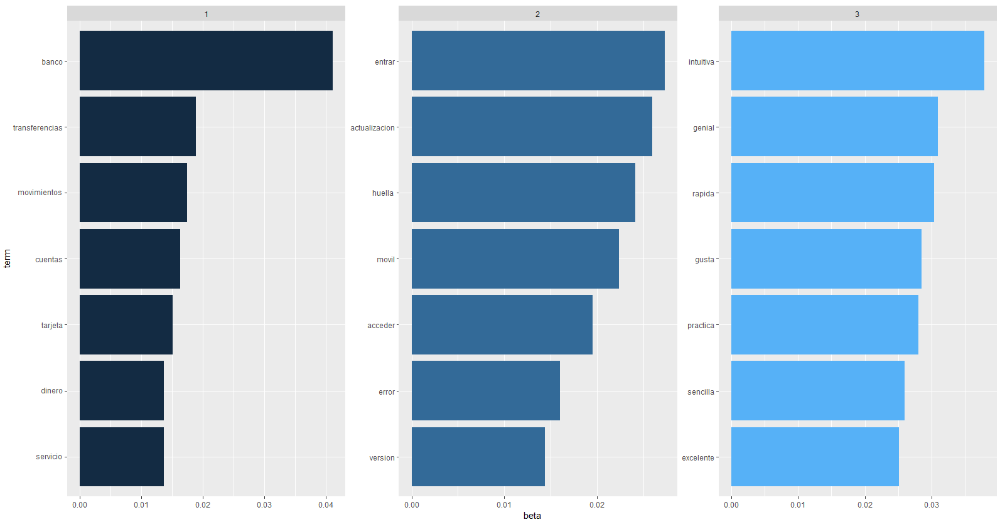 1
2
3
term
banco
transferencias
movimientos
cuentas
tarjeta
dinero
servicio
0.00 0.01 0.02 0.03 0.04
entrar
actualizacion
huella
movil
acceder
error
version
0.00 0.01 0.02
intuitiva
genial
rapida
gusta
practica
sencilla
excelente
0.00 0.01 0.02 0.03
beta